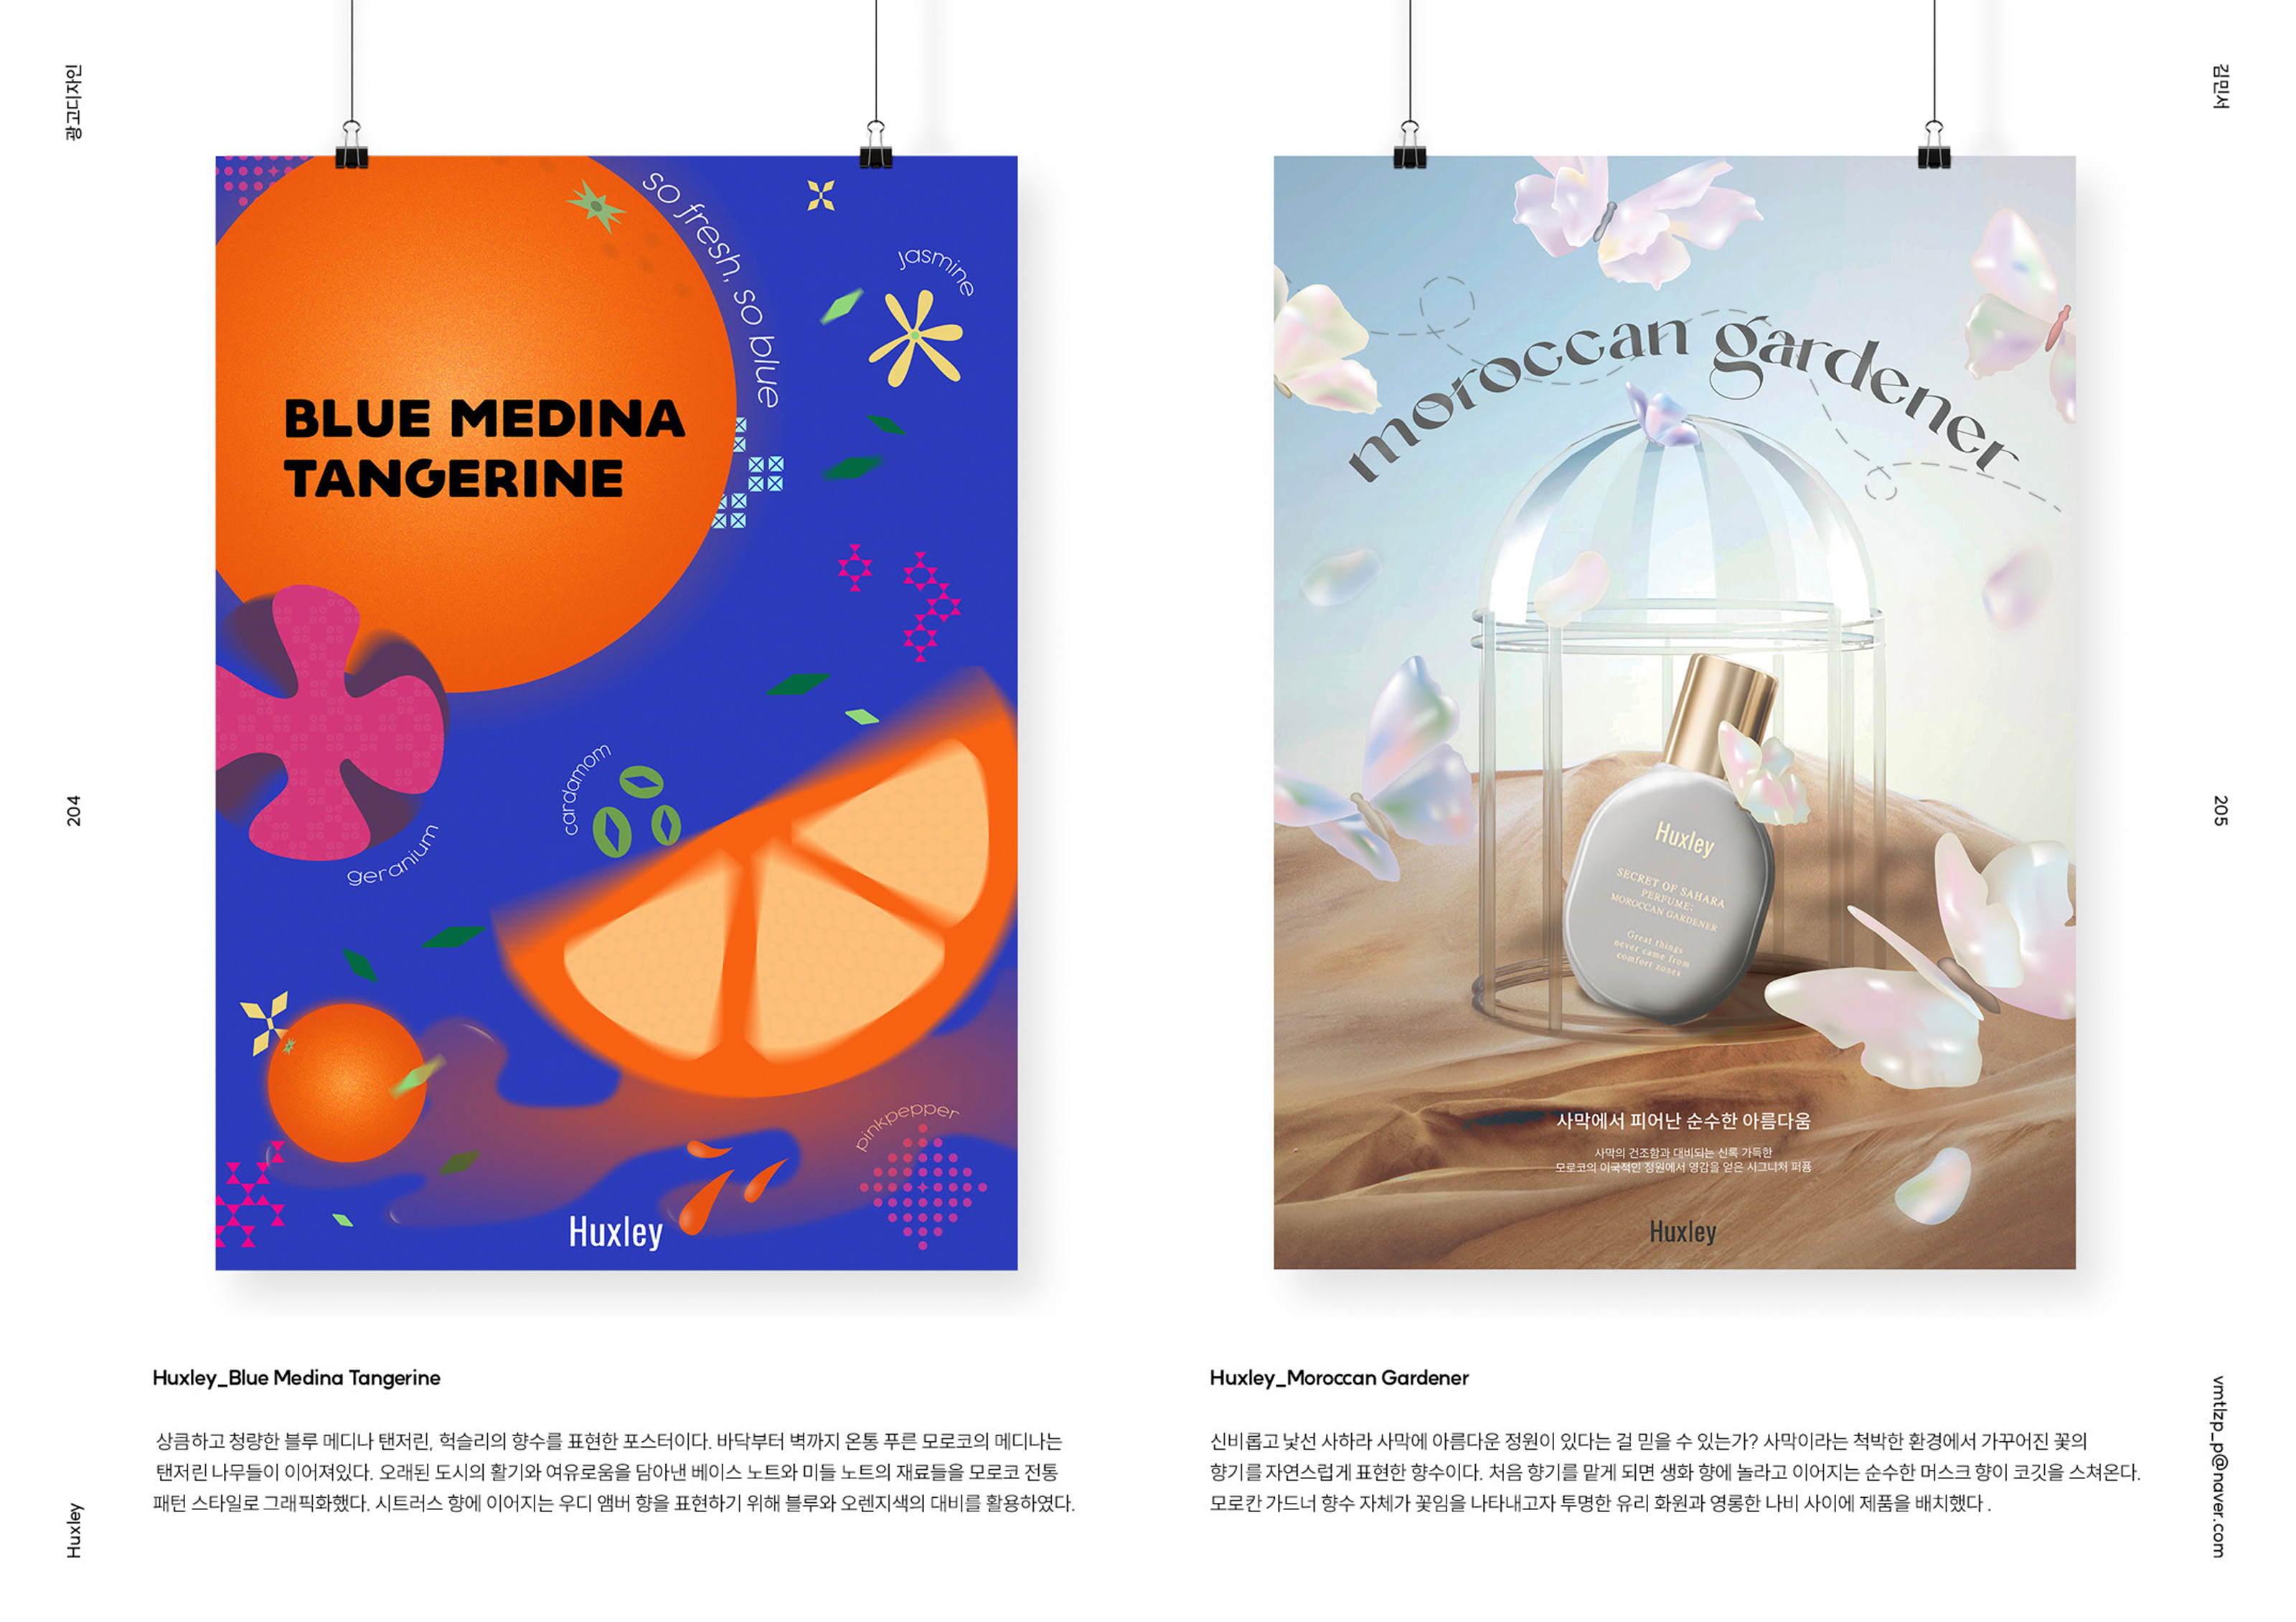 광고디자인
204
Huxley
so fresh, so blue
jasmine
BLUE MEDINA
TANGERINE
cardamom
geranium
pinkpepper
Huxley
Huxley_Blue Medina Tangerine
상큼하고 청량한 블루 메디나 탠저린, 헉슬리의 향수를 표현한 포스터이다. 바닷부터 벽까지 온통 푸른 모로코의 메디나는
탠저린 나무들이 이어져있다. 오래된 도시의 활기와 여유로움을 담아낸 베이스 노트와 미들 노트의 재료들을 모로코 전통
패턴 스타일로 그래픽화했다. 시트러스 향에 이어지는 우디 앰버 향을 표현하기 위해 블루와 오렌지색의 대비를 활용하였다.
김민서
205
vmtlzp_p@naver.com
moroccan gardener
Huxley
SECRET OF SAHARA
PERFUME;
MOROCCAN GARDENER
Great things
never came from
comfort zones
사막에서 피어난 순수한 아름다움
사막의 건조함과 대비되는 신록 가득한
모로코의 이국적인 정원에서 영감을 얻은 시그니처 퍼퓸
Huxley
Huxley_Moroccan Gardener
신비롭고 낯선 사하라 사막에 아름다운 정원이 있다는 걸 믿을 수 있는가? 사막이라는 척박한 환경에서 가꾸어진 꽃의
향기를 자연스럽게 표현한 향수이다. 처음 향기를 맡게 되면 생화 향에 놀라고 이어지는 순수한 머스크 향이 코깃을 스쳐온다.
모로칸 가드너 향수 자체가 꽃임을 나타내고자 투명한 유리 화원과 영롱한 나비 사이에 제품을 배치했다 .